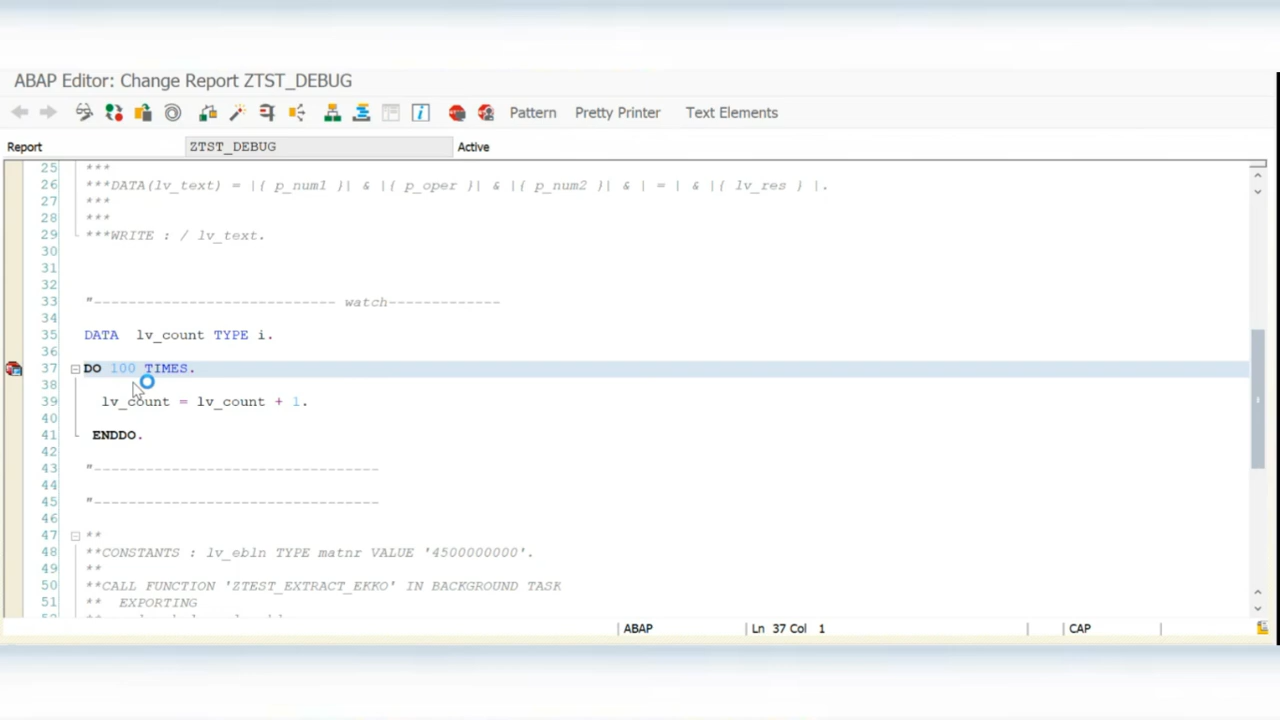 ABAP Editor: Change Report ZTST_DEBUG
Pattern Pretty Printer Text Elements
Report ZTST_DEBUG Active
25 ***
26 ***DATA(lv_text) = |{ p_num1 }| & |{ p_oper }| & |{ p_num2 }| & | = | & |{ lv_res } |.
27 ***
28 ***
29 ***WRITE : / lv_text.
30
31
32
33 "---------------------------- watch-------------
34
35 DATA lv_count TYPE i.
36
37 DO 100 TIMES.
38
39 lv_count = lv_count + 1.
40
41 ENDDO.
42
43 "---------------------------------
44
45 "---------------------------------
46
47 **
48 **CONSTANTS : lv_ebln TYPE matnr VALUE '4500000000'.
49 **
50 **CALL FUNCTION 'ZTEST_EXTRACT_EKKO' IN BACKGROUND TASK
51 ** EXPORTING
ABAP Ln 37 Col 1 CAP